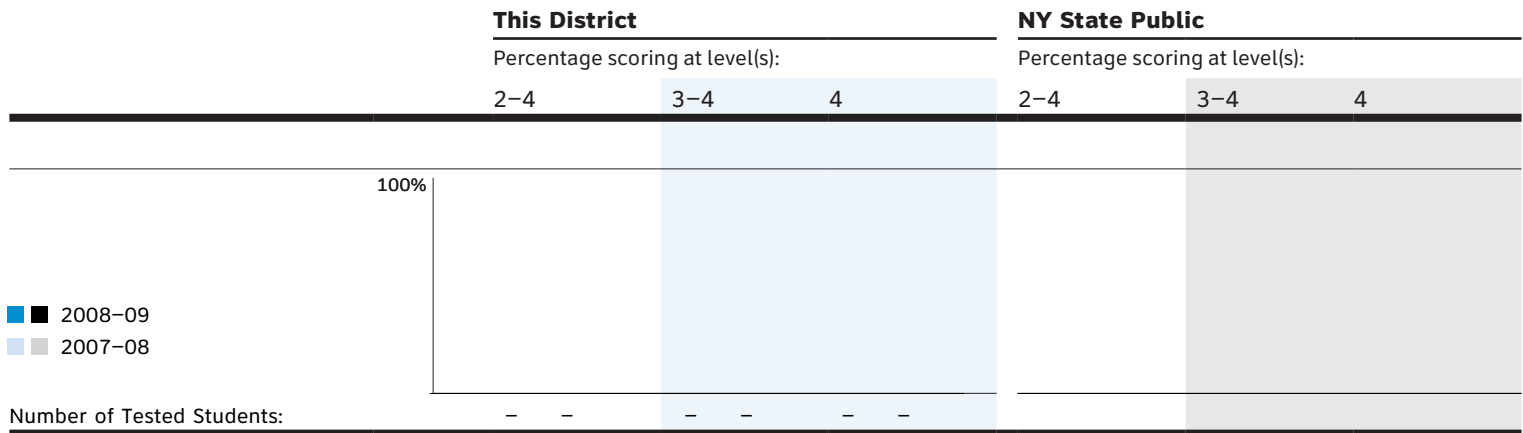 This District NY State Public
Percentage scoring at level(s): Percentage scoring at level(s):
2–4 3–4 4 2–4 3–4 4
100%
2008–09
2007–08
Number of Tested Students: – – – – – –